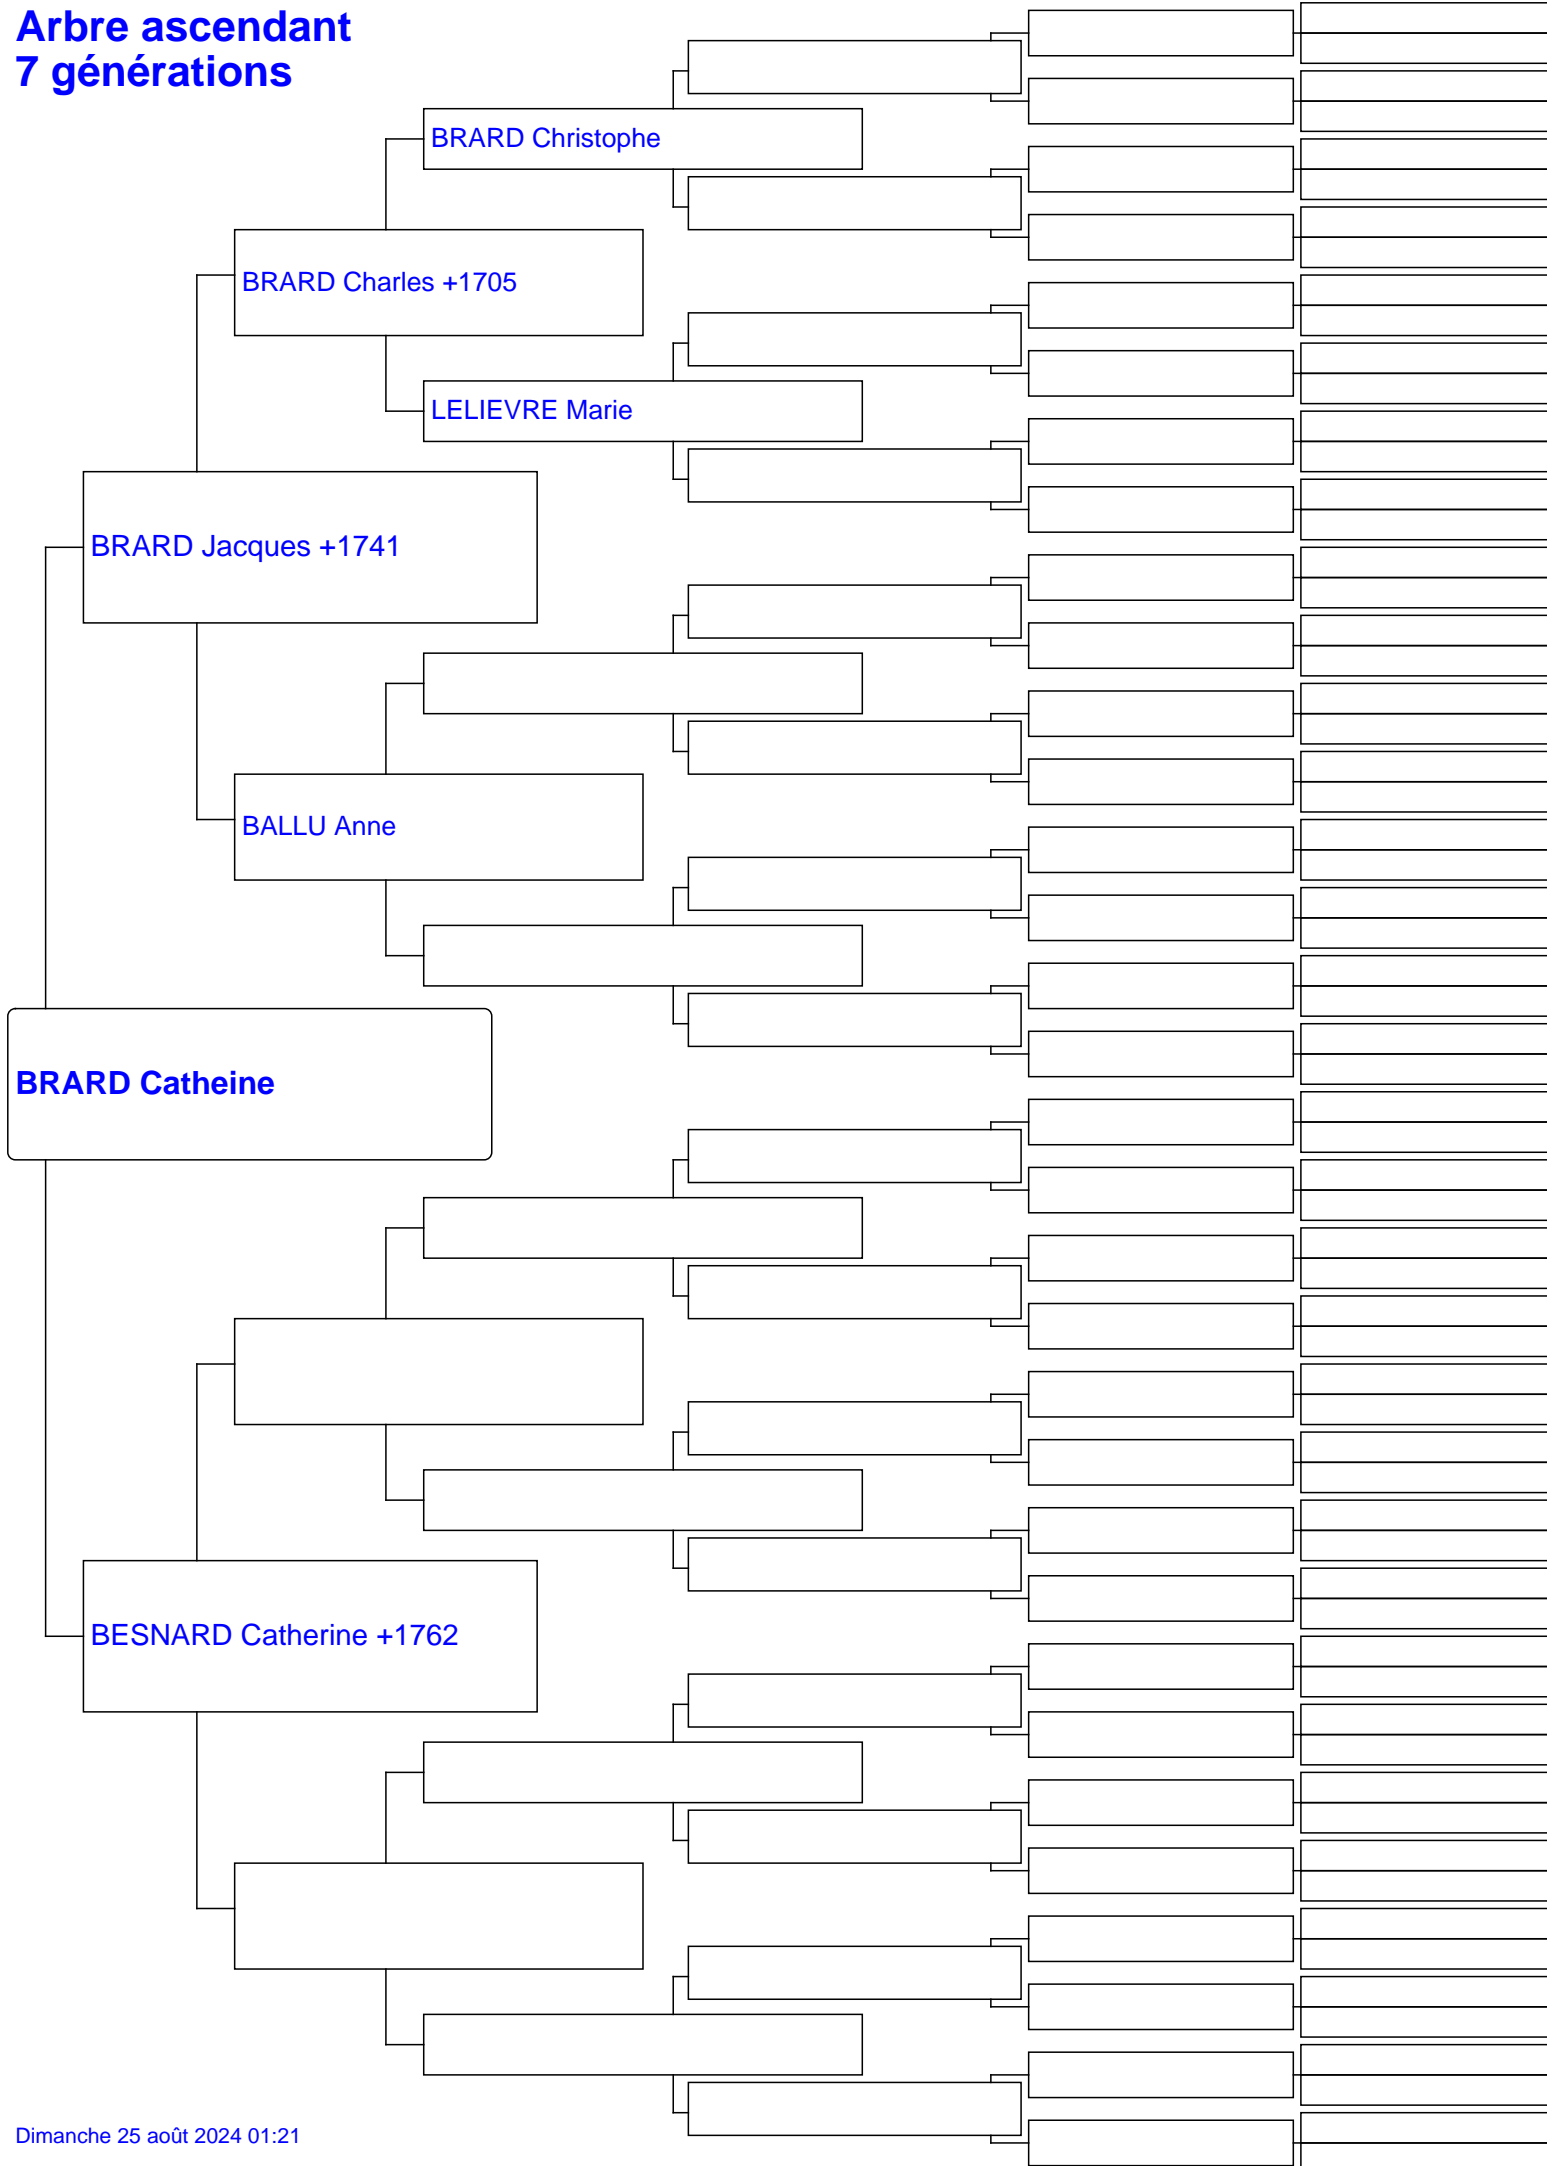 Arbre ascendant
7 générations
BRARD Christophe
BRARD Charles +1705
LELIEVRE Marie
BRARD Jacques +1741
BALLU Anne
BRARD Catheine
BESNARD Catherine +1762
Dimanche 25 août 2024 01:21